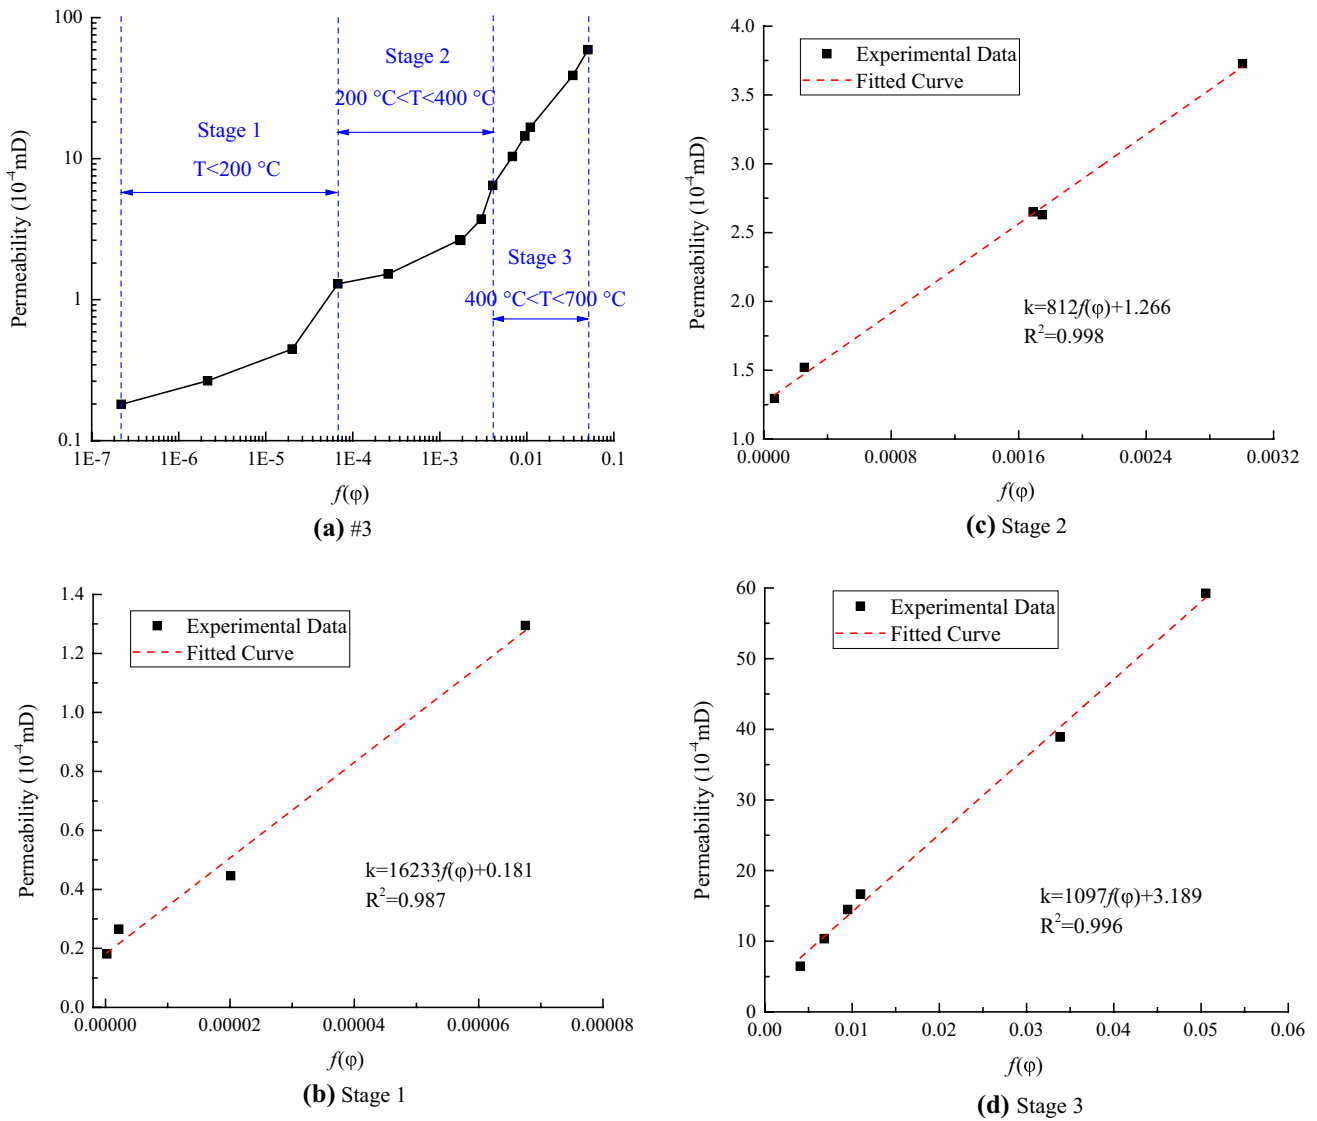 100
10
1
0.1
Permeability (10⁻⁴mD)
Stage 1
T<200 °C
Stage 2
200 °C<T<400 °C
Stage 3
400 °C<T<700 °C
1E-7 1E-6 1E-5 1E-4 1E-3 0.01 0.1
f(φ)
(a) #3
4.0
3.5
3.0
2.5
2.0
1.5
1.0
Permeability (10⁻⁴mD)
Experimental Data
Fitted Curve
k=812f(φ)+1.266
R²=0.998
0.0000 0.0008 0.0016 0.0024 0.0032
f(φ)
(c) Stage 2
1.4
1.2
1.0
0.8
0.6
0.4
0.2
0.0
Permeability (10⁻⁴mD)
Experimental Data
Fitted Curve
k=16233f(φ)+0.181
R²=0.987
0.00000 0.00002 0.00004 0.00006 0.00008
f(φ)
(b) Stage 1
60
50
40
30
20
10
0
Permeability (10⁻⁴mD)
Experimental Data
Fitted Curve
k=1097f(φ)+3.189
R²=0.996
0.00 0.01 0.02 0.03 0.04 0.05 0.06
f(φ)
(d) Stage 3